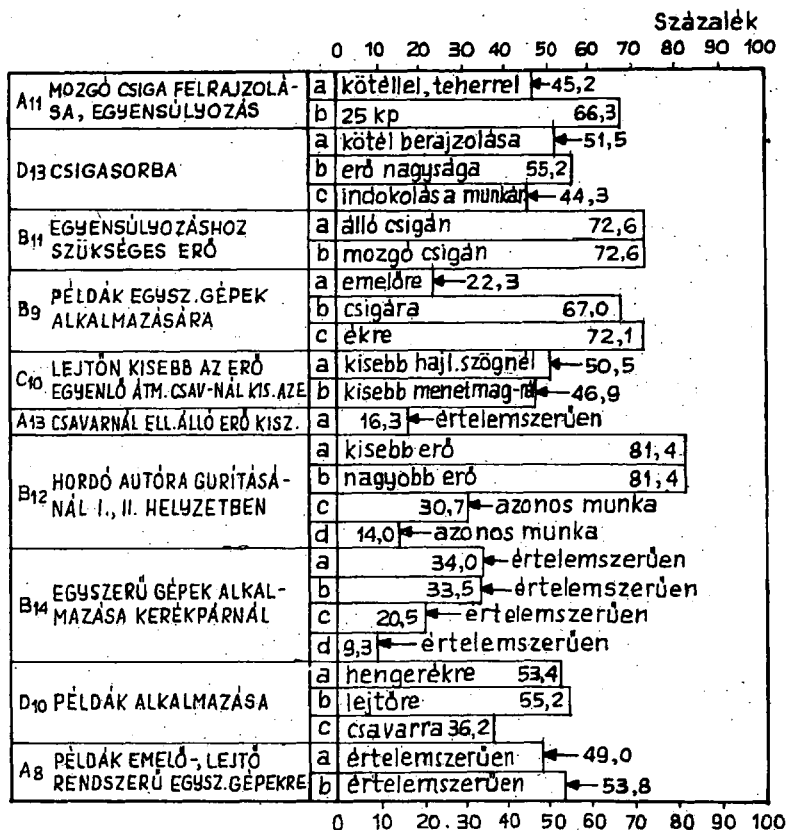 Százalék
0 10 20 30 40 50 60 70 80 90 100
A11 MOZGÓ CSIGA FELRAJZOLÁ-
SA, EGYENSÚLYOZÁS
a kötéllel, teherrel 45,2
b 25 kp 66,3
D13 CSIGASORBA
a kötél berajzolása 51,5
b erő nagysága 55,2
c indokolása munkán 44,3
B11 EGYENSÚLYOZÁSHOZ
SZÜKSÉGES ERŐ
a álló csigán 72,6
b mozgó csigán 72,6
B9 PÉLDÁK EGYSZ.GÉPEK
ALKALMAZÁSÁRA
a emelőre 22,3
b csigára 67,0
c ékre 72,1
C10 LEJTŐN KISEBB AZ ERŐ
EGYENLŐ ÁTM.CSAV-NÁL KIS.AZE
a kisebb hajl.szögnél 50,5
b kisebb menetmag-nál 46,9
A13 CSAVARNÁL ELL.ÁLLÓ ERŐ KISZ.
a 16,3 értelemszerűen
B12 HORDÓ AUTÓRA GURÍTÁSÁ-
NÁL I., II. HELYZETBEN
a kisebb erő 81,4
b nagyobb erő 81,4
c 30,7 azonos munka
d 14,0 azonos munka
B14 EGYSZERŰ GÉPEK ALKAL-
MAZÁSA KERÉKPÁRNÁL
a 34,0 értelemszerűen
b 33,5 értelemszerűen
c 20,5 értelemszerűen
d 9,3 értelemszerűen
D10 PÉLDÁK ALKALMAZÁSA
a hengerékre 53,4
b lejtőre 55,2
c csavarra 36,2
A8 PÉLDÁK EMELŐ-, LEJTŐ
RENDSZERŰ EGYSZ.GÉPEKRE
a értelemszerűen 49,0
b értelemszerűen 53,8
0 10 20 30 40 50 60 70 80 90 100